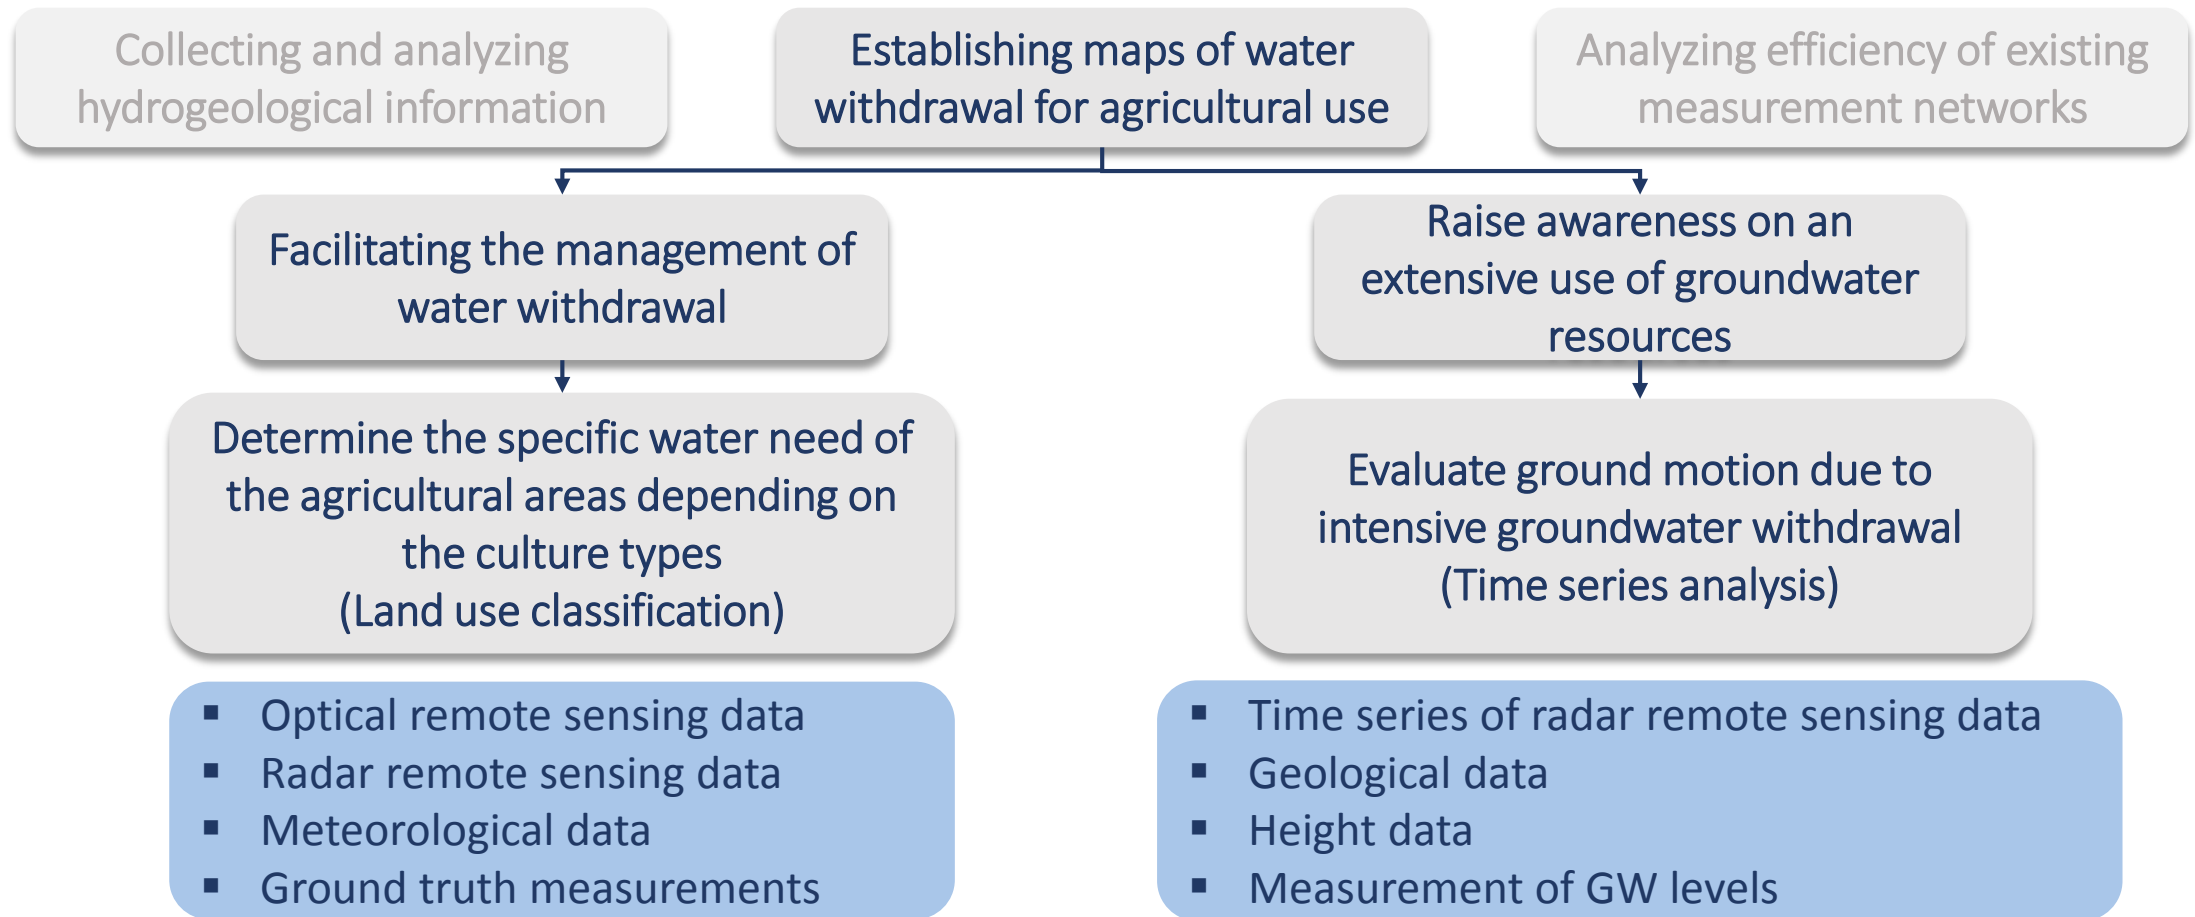 Collecting and analyzing
hydrogeological information
Establishing maps of water
withdrawal for agricultural use
Analyzing efficiency of existing
measurement networks
Facilitating the management of
water withdrawal
Raise awareness on an
extensive use of groundwater
resources
Determine the specific water need of
the agricultural areas depending on
the culture types
(Land use classification)
Evaluate ground motion due to
intensive groundwater withdrawal
(Time series analysis)
▪ Optical remote sensing data
▪ Radar remote sensing data
▪ Meteorological data
▪ Ground truth measurements
▪ Time series of radar remote sensing data
▪ Geological data
▪ Height data
▪ Measurement of GW levels